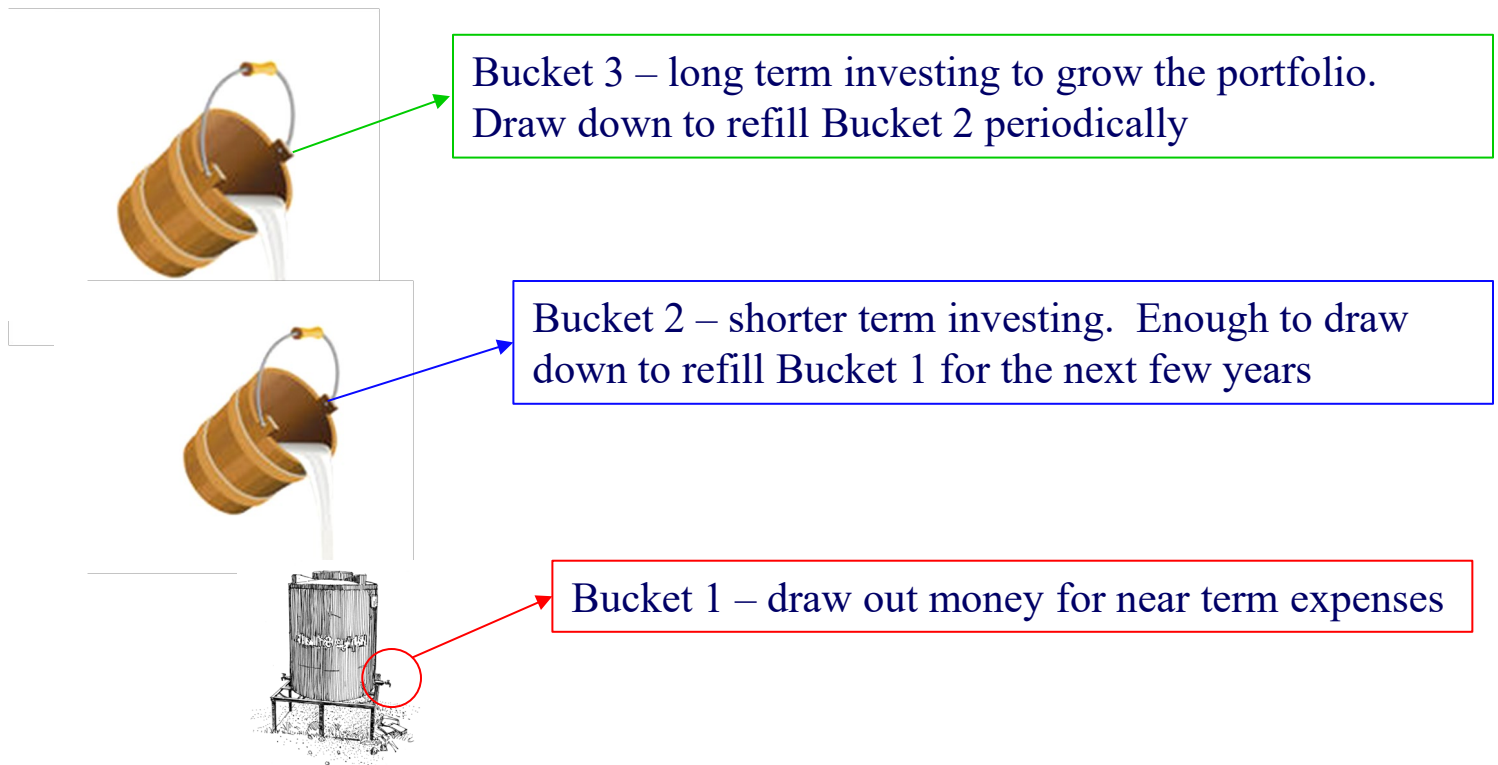 Bucket 3 – long term investing to grow the portfolio.
Draw down to refill Bucket 2 periodically
Bucket 2 – shorter term investing.  Enough to draw
down to refill Bucket 1 for the next few years
Bucket 1 – draw out money for near term expenses